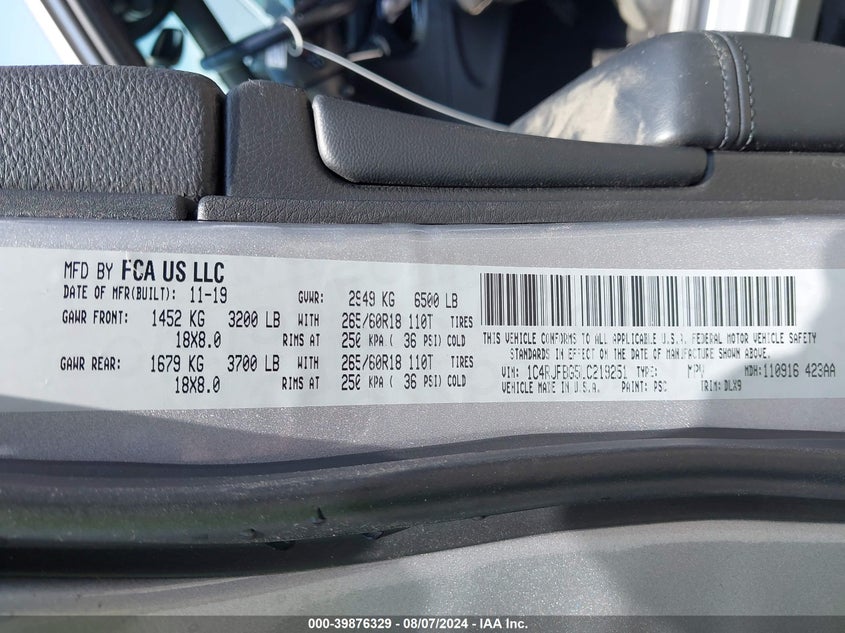 MFD BY FCA US LLC
DATE OF MFR(BUILT): 11-19 GVWR: 2949 KG 6500 LB
GAWR FRONT: 1452 KG 3200 LB WITH 265/60R18 110T TIRES
18X8.0 RIMS AT 250 KPA ( 36 PSI) COLD
GAWR REAR: 1679 KG 3700 LB WITH 265/60R18 110T TIRES
18X8.0 RIMS AT 250 KPA ( 36 PSI) COLD
THIS VEHICLE CONFORMS TO ALL APPLICABLE U.S.A. FEDERAL MOTOR VEHICLE SAFETY
STANDARDS IN EFFECT ON THE DATE OF MANUFACTURE SHOWN ABOVE.
VIN: 1C4RJFBG5LC219251 TYPE: MPV MDH: 110916 423AA
VEHICLE MADE IN U.S.A. PAINT: PSC TRIM: DLX9
000-39876329 - 08/07/2024 - IAA Inc.